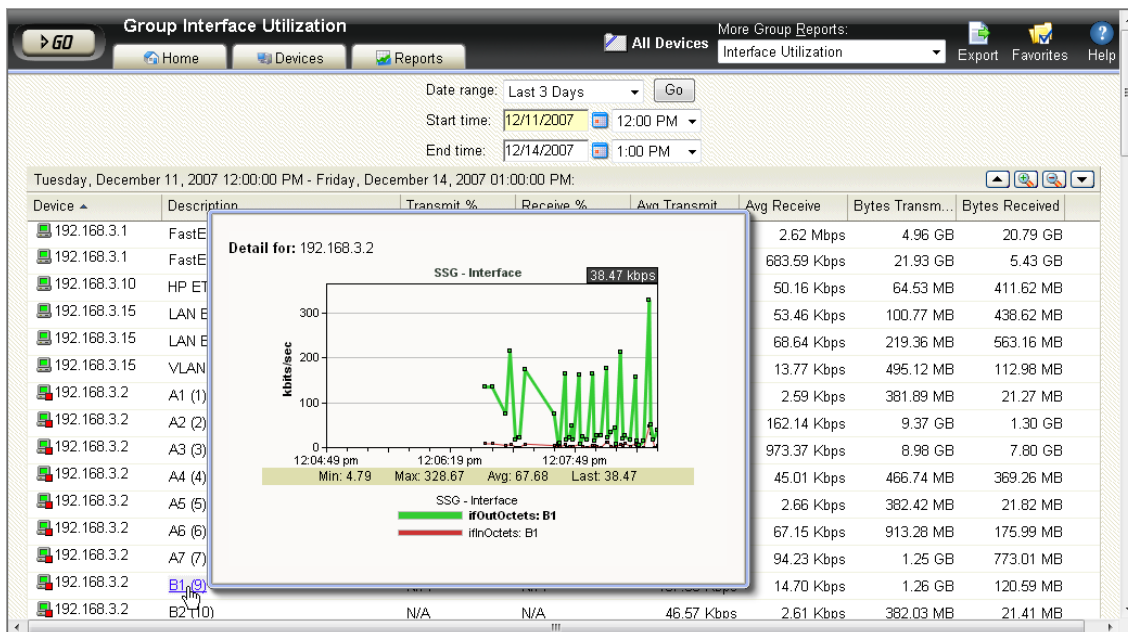 GO
Group Interface Utilization
Home
Devices
Reports
All Devices
More Group Reports:
Interface Utilization
Export
Favorites
Help
Date range: Last 3 Days Go
Start time: 12/11/2007 12:00 PM
End time: 12/14/2007 1:00 PM
Tuesday, December 11, 2007 12:00:00 PM - Friday, December 14, 2007 01:00:00 PM:
Device Description Transmit % Receive % Avg Transmit Avg Receive Bytes Transm... Bytes Received
192.168.3.1 FastE 2.62 Mbps 4.96 GB 20.79 GB
192.168.3.1 FastE 683.59 Kbps 21.93 GB 5.43 GB
192.168.3.10 HP ET 50.16 Kbps 64.53 MB 411.62 MB
192.168.3.15 LAN E 53.46 Kbps 100.77 MB 438.62 MB
192.168.3.15 LAN E 68.64 Kbps 219.36 MB 563.16 MB
192.168.3.15 VLAN 13.77 Kbps 495.12 MB 112.98 MB
192.168.3.2 A1 (1) 2.59 Kbps 381.89 MB 21.27 MB
192.168.3.2 A2 (2) 162.14 Kbps 9.37 GB 1.30 GB
192.168.3.2 A3 (3) 973.37 Kbps 8.98 GB 7.80 GB
192.168.3.2 A4 (4) 45.01 Kbps 466.74 MB 369.26 MB
192.168.3.2 A5 (5) 2.66 Kbps 382.42 MB 21.82 MB
192.168.3.2 A6 (6) 67.15 Kbps 913.28 MB 175.99 MB
192.168.3.2 A7 (7) 94.23 Kbps 1.25 GB 773.01 MB
192.168.3.2 B1 (9) 14.70 Kbps 1.26 GB 120.59 MB
192.168.3.2 B2 (10) N/A N/A 46.57 Kbps 2.61 Kbps 382.03 MB 21.41 MB
Detail for: 192.168.3.2
SSG - Interface
38.47 kbps
kbits/sec
300
200
100
0
12:04:49 pm 12:06:19 pm 12:07:49 pm
Min: 4.79 Max: 328.67 Avg: 67.68 Last: 38.47
SSG - Interface
ifOutOctets: B1
ifInOctets: B1